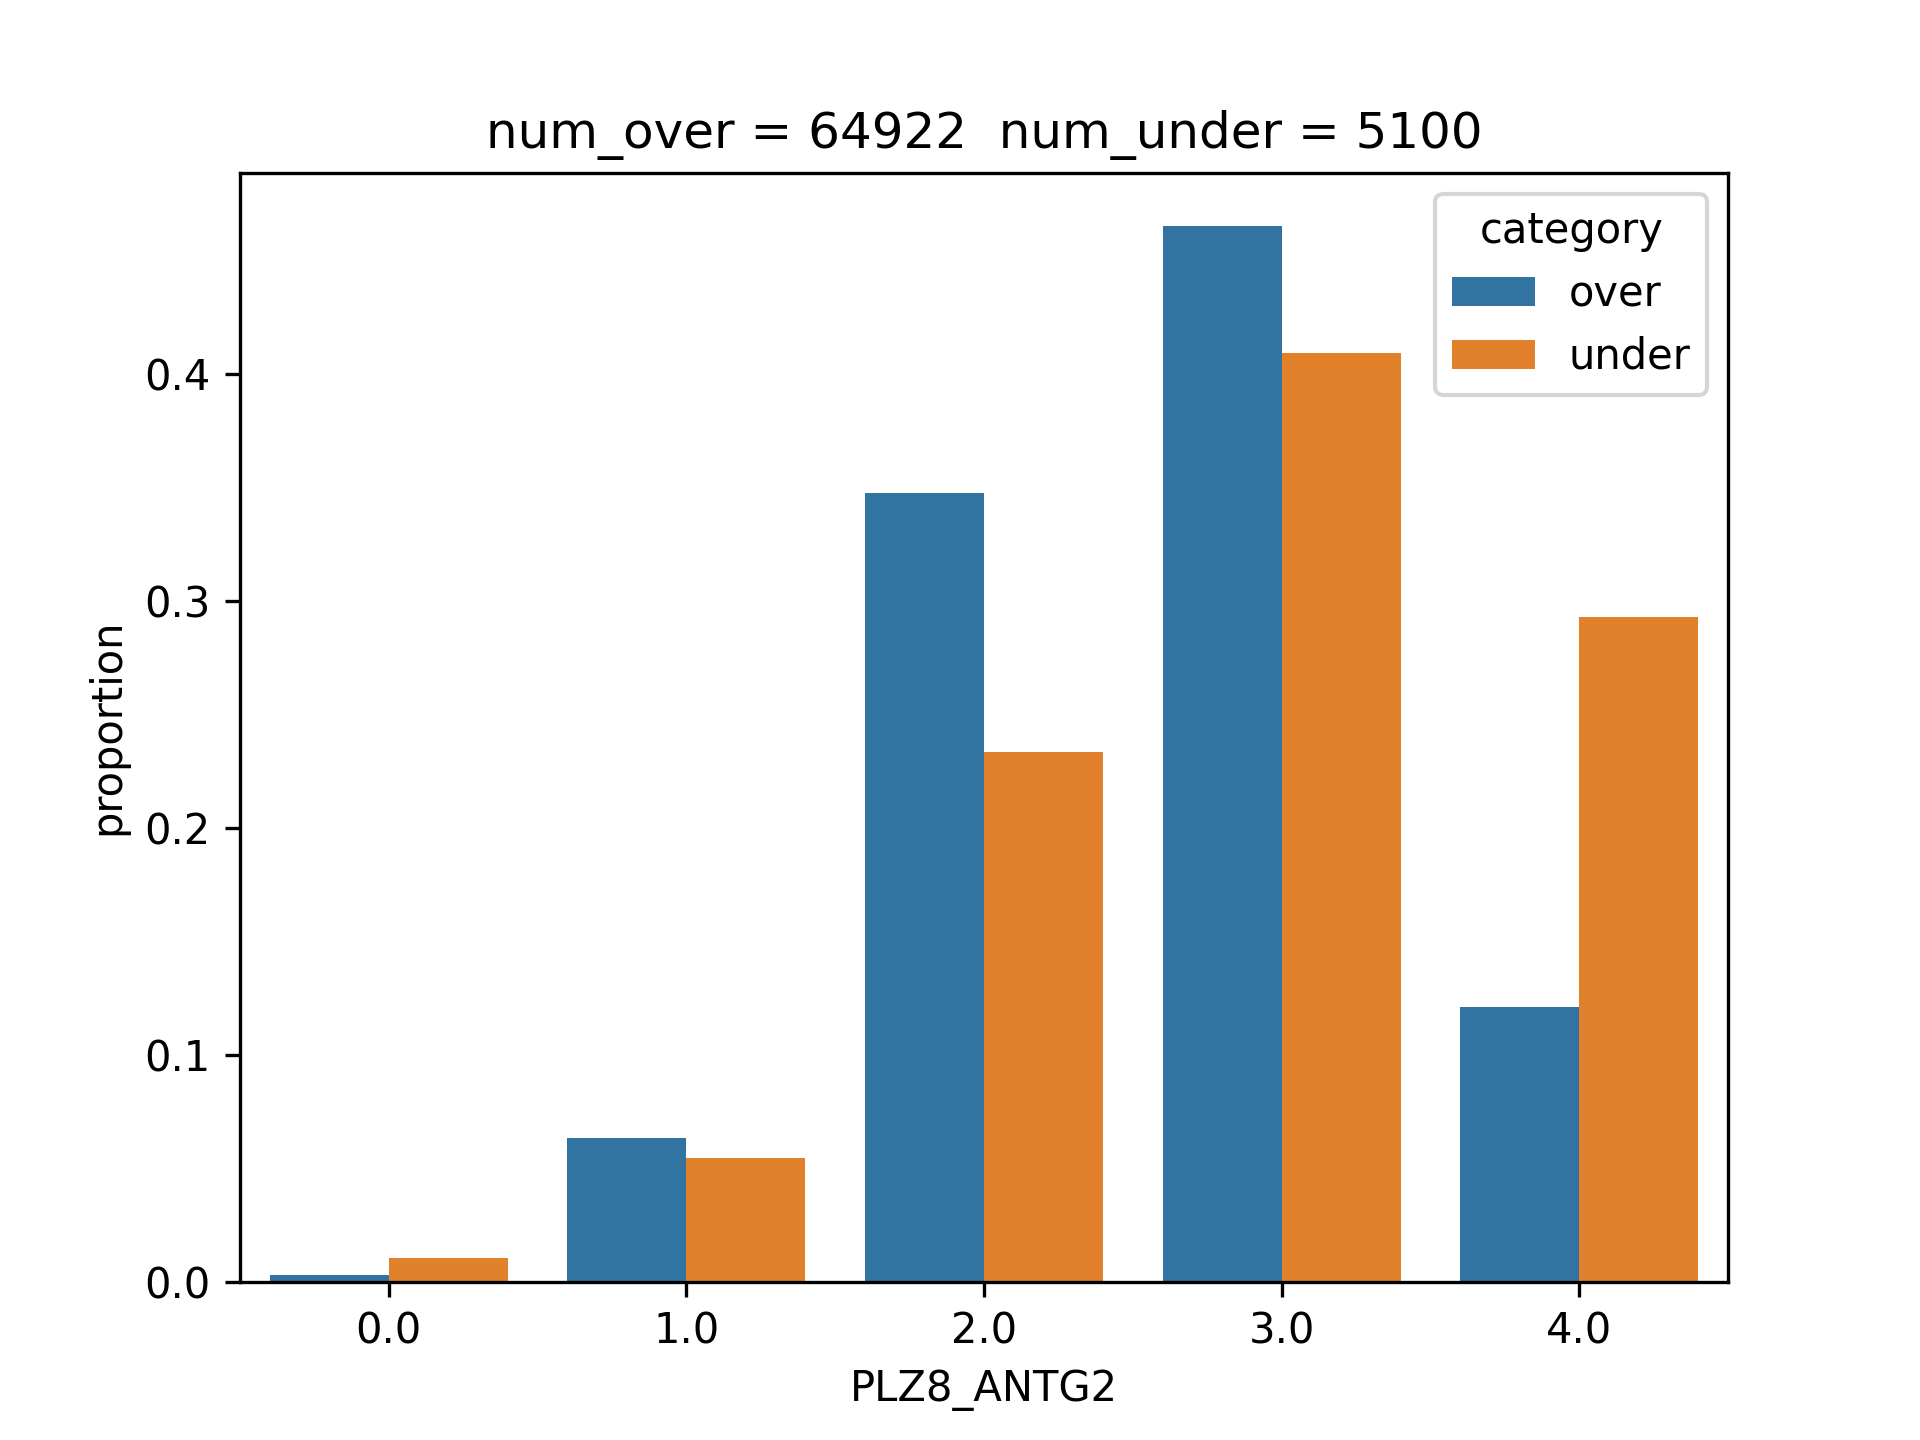 num_over = 64922  num_under = 5100
category
over
under
proportion
0.4
0.3
0.2
0.1
0.0
0.0 1.0 2.0 3.0 4.0
PLZ8_ANTG2